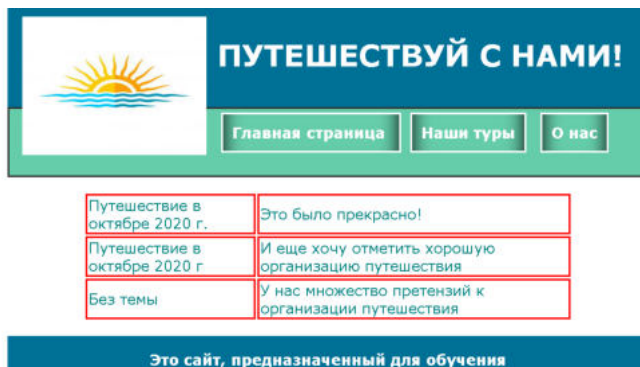 ПУТЕШЕСТВУЙ С НАМИ!
Главная страница Наши туры О нас
Путешествие в
октябре 2020 г.
Это было прекрасно!
Путешествие в
октябре 2020 г
И еще хочу отметить хорошую
организацию путешествия
Без темы
У нас множество претензий к
организации путешествия
Это сайт, предназначенный для обучения